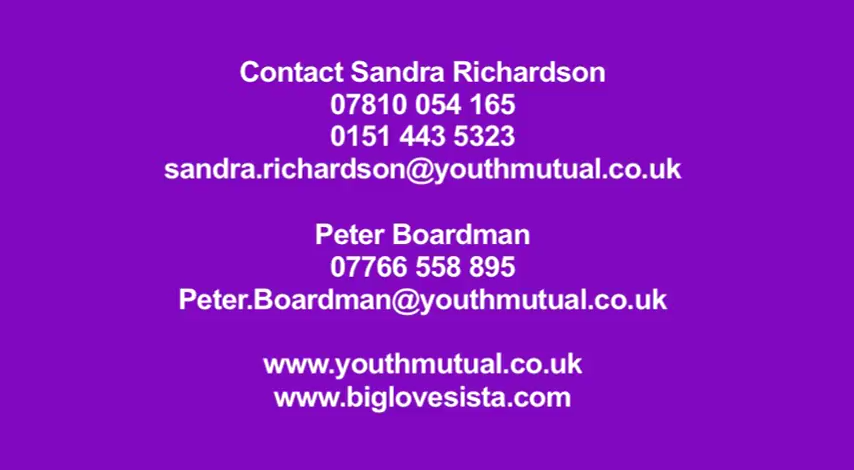 Contact Sandra Richardson
07810 054 165
0151 443 5323
sandra.richardson@youthmutual.co.uk
Peter Boardman
07766 558 895
Peter.Boardman@youthmutual.co.uk
www.youthmutual.co.uk
www.biglovesista.com